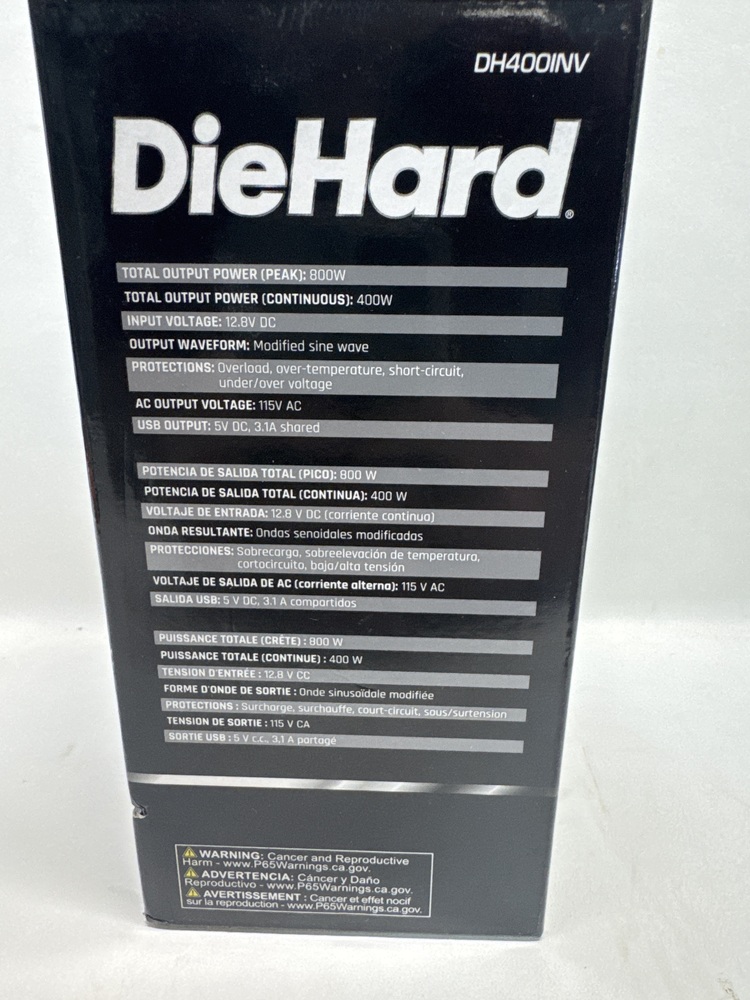 DH400INV
DieHard®
TOTAL OUTPUT POWER (PEAK): 800W
TOTAL OUTPUT POWER (CONTINUOUS): 400W
INPUT VOLTAGE: 12.8V DC
OUTPUT WAVEFORM: Modified sine wave
PROTECTIONS: Overload, over-temperature, short-circuit,
under/over voltage
AC OUTPUT VOLTAGE: 115V AC
USB OUTPUT: 5V DC, 3.1A shared
POTENCIA DE SALIDA TOTAL (PICO): 800 W
POTENCIA DE SALIDA TOTAL (CONTINUA): 400 W
VOLTAJE DE ENTRADA: 12.8 V DC (corriente continua)
ONDA RESULTANTE: Ondas senoidales modificadas
PROTECCIONES: Sobrecarga, sobreelevación de temperatura,
cortocircuito, baja/alta tensión
VOLTAJE DE SALIDA DE AC (corriente alterna): 115 V AC
SALIDA USB: 5 V DC, 3.1 A compartidos
PUISSANCE TOTALE (CRÊTE) : 800 W
PUISSANCE TOTALE (CONTINUE) : 400 W
TENSION D'ENTRÉE : 12.8 V CC
FORME D'ONDE DE SORTIE : Onde sinusoïdale modifiée
PROTECTIONS : Surcharge, surchauffe, court-circuit, sous/surtension
TENSION DE SORTIE : 115 V CA
SORTIE USB : 5 V c.c., 3,1 A partagé
WARNING: Cancer and Reproductive
Harm - www.P65Warnings.ca.gov.
ADVERTENCIA: Cáncer y Daño
Reproductivo - www.P65Warnings.ca.gov.
AVERTISSEMENT : Cancer et effet nocif
sur la reproduction - www.P65Warnings.ca.gov.